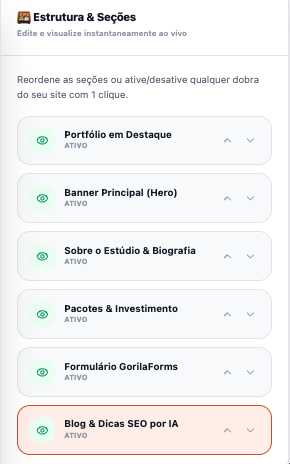 Estrutura & Seções
Edite e visualize instantaneamente ao vivo
Reordene as seções ou ative/desative qualquer dobra
do seu site com 1 clique.
Portfólio em Destaque
ATIVO
Banner Principal (Hero)
ATIVO
Sobre o Estúdio & Biografia
ATIVO
Pacotes & Investimento
ATIVO
Formulário GorilaForms
ATIVO
Blog & Dicas SEO por IA
ATIVO